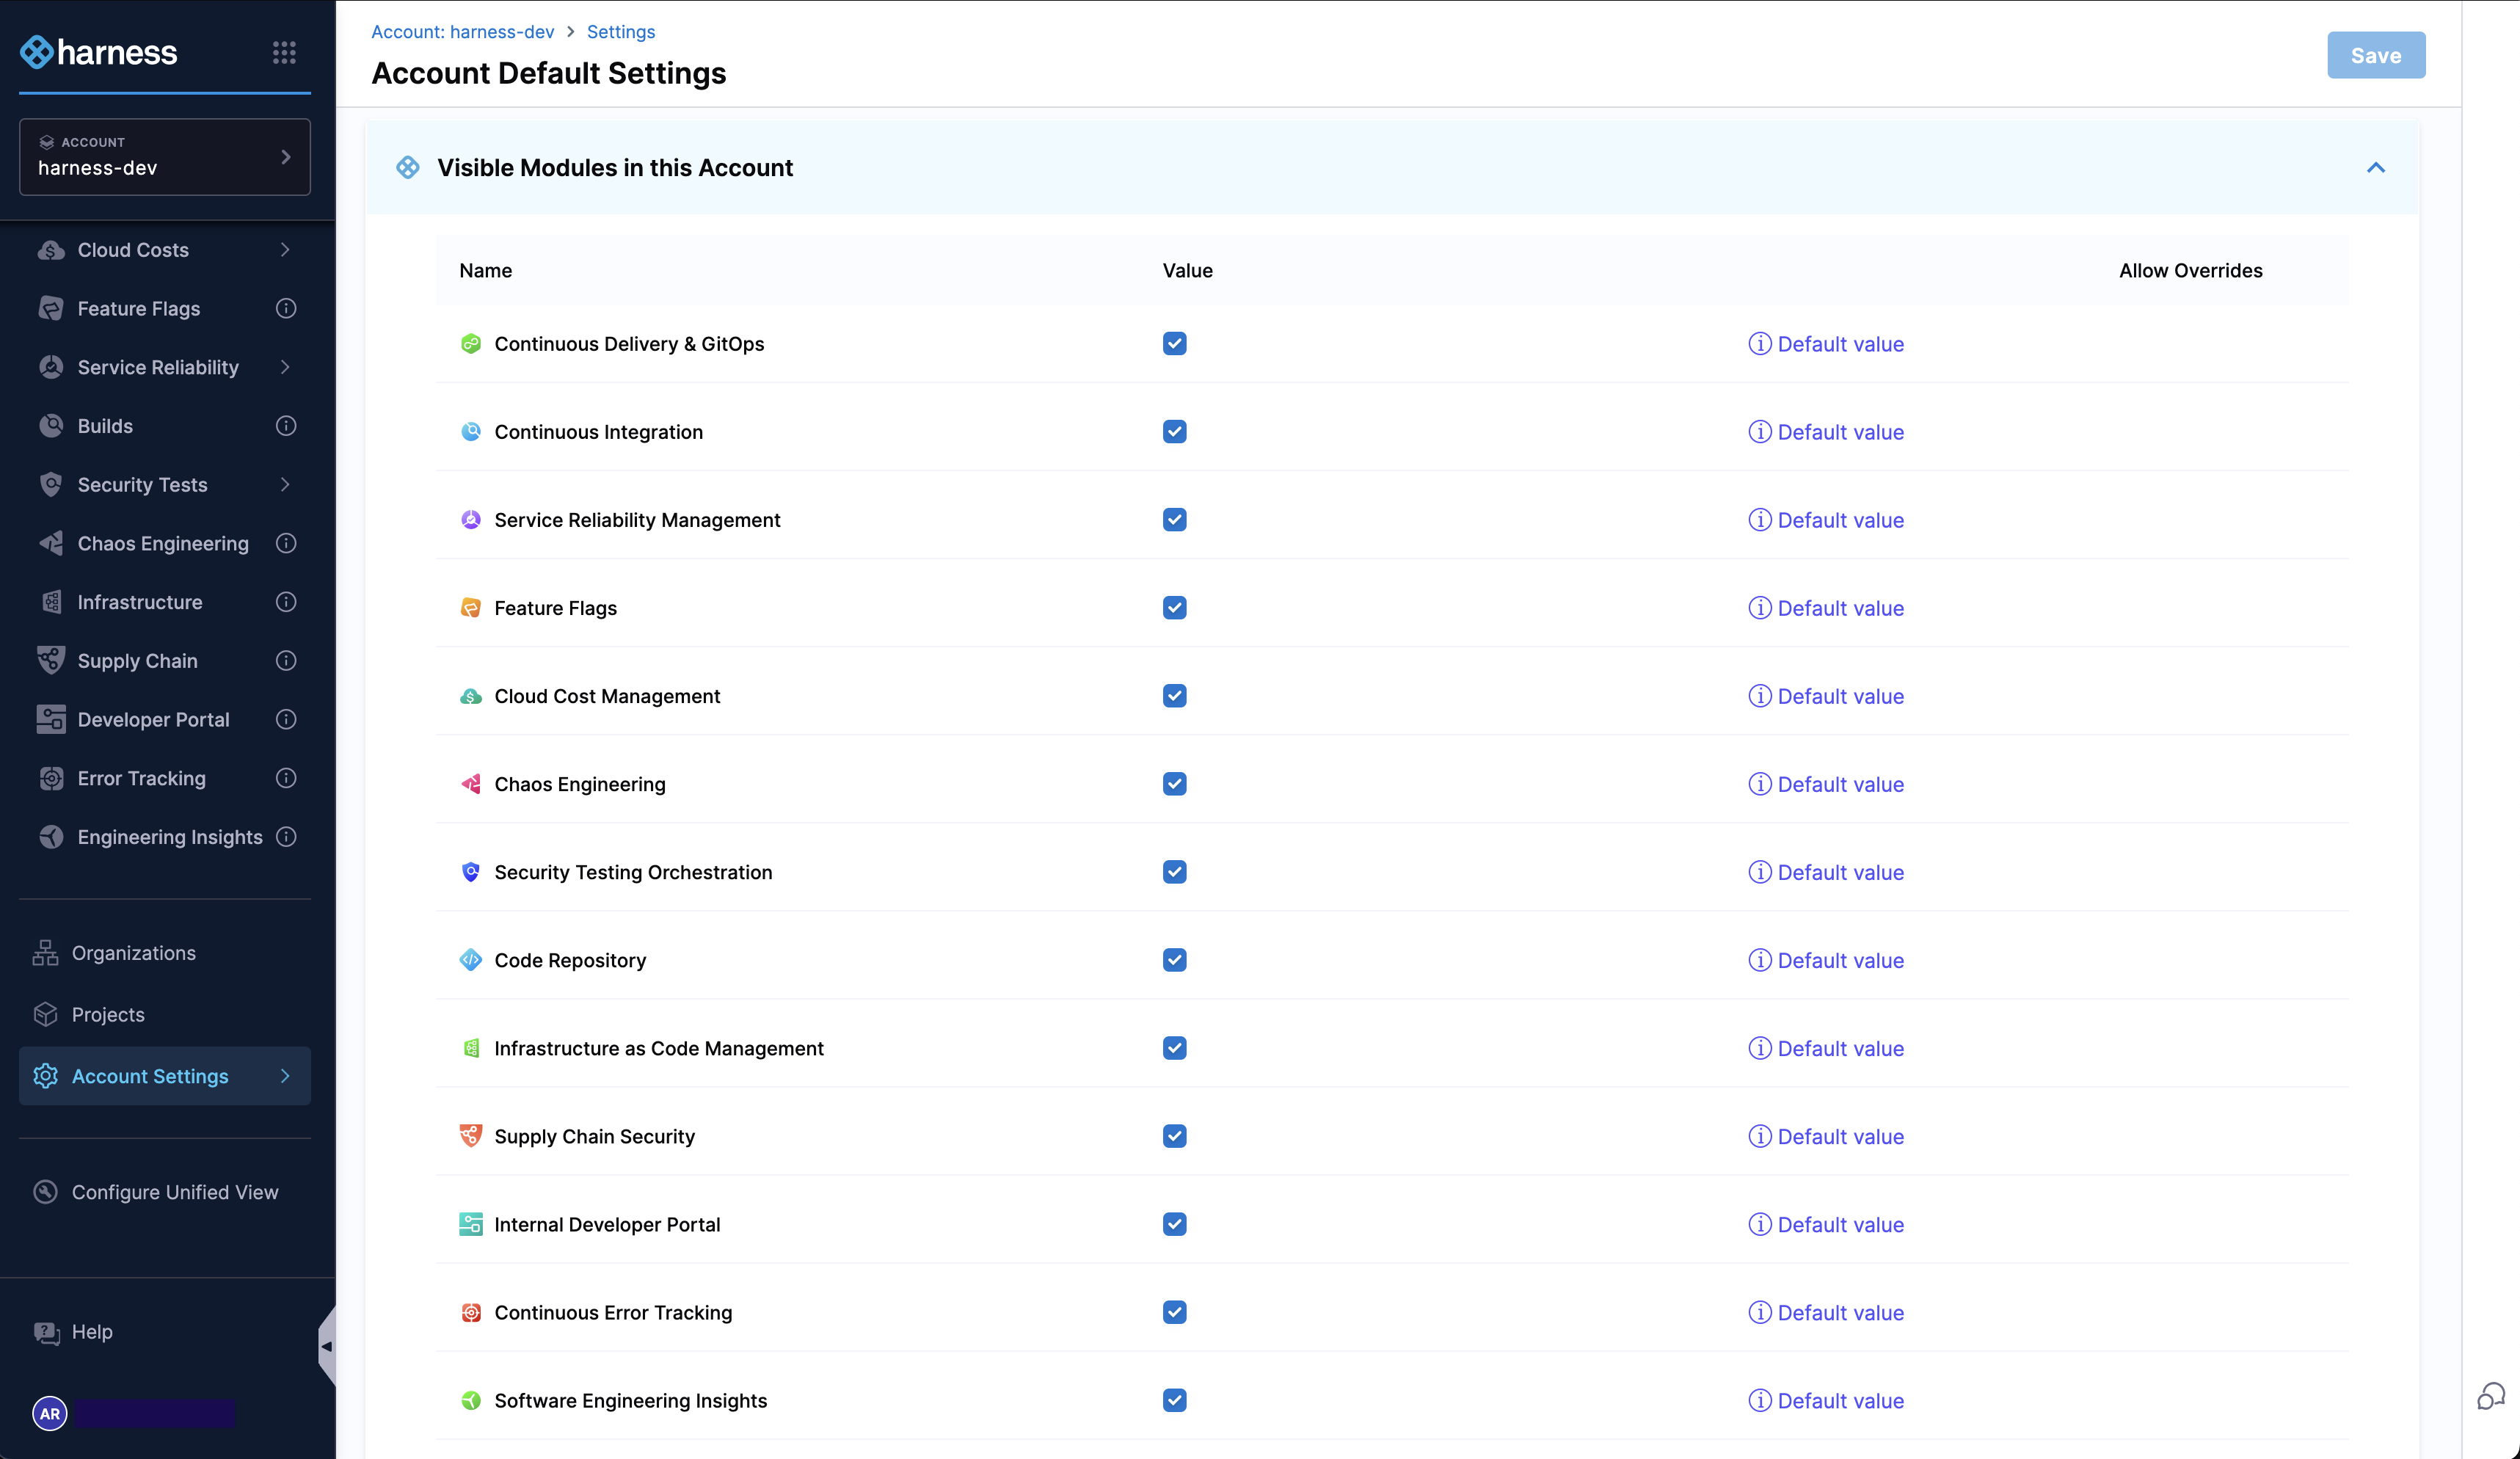 harness
ACCOUNT
harness-dev
Cloud Costs
Feature Flags
Service Reliability
Builds
Security Tests
Chaos Engineering
Infrastructure
Supply Chain
Developer Portal
Error Tracking
Engineering Insights
Organizations
Projects
Account Settings
Configure Unified View
Help
AR
Account: harness-dev > Settings
Account Default Settings
Save
Visible Modules in this Account
Name Value Allow Overrides
Continuous Delivery & GitOps Default value
Continuous Integration Default value
Service Reliability Management Default value
Feature Flags Default value
Cloud Cost Management Default value
Chaos Engineering Default value
Security Testing Orchestration Default value
Code Repository Default value
Infrastructure as Code Management Default value
Supply Chain Security Default value
Internal Developer Portal Default value
Continuous Error Tracking Default value
Software Engineering Insights Default value